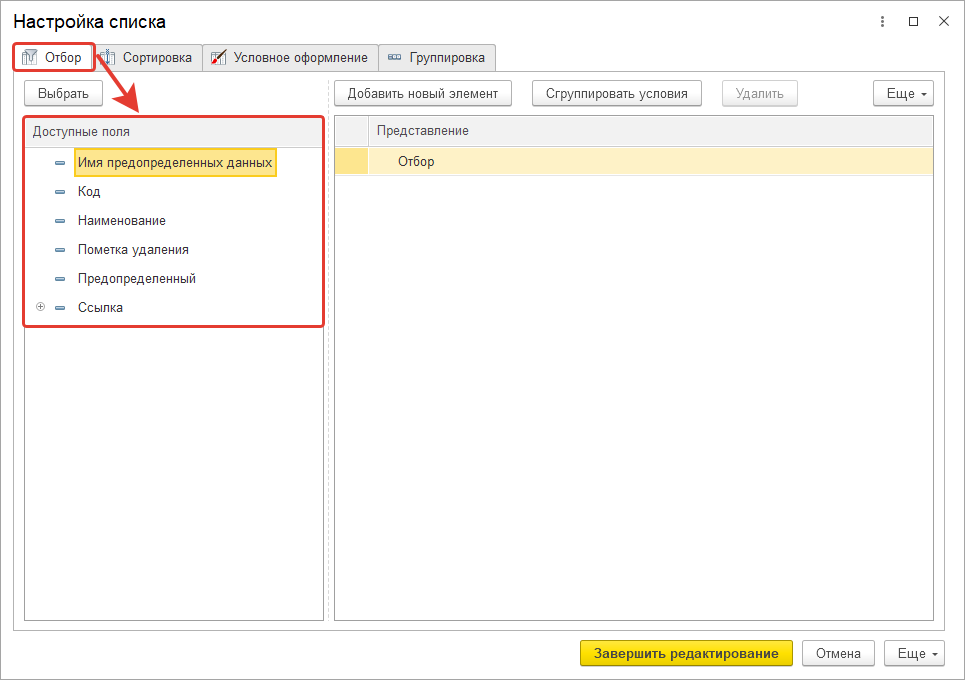 Настройка списка
Отбор Сортировка Условное оформление Группировка
Выбрать Добавить новый элемент Сгруппировать условия Удалить Еще
Доступные поля
Имя предопределенных данных
Код
Наименование
Пометка удаления
Предопределенный
Ссылка
Представление
Отбор
Завершить редактирование Отмена Еще